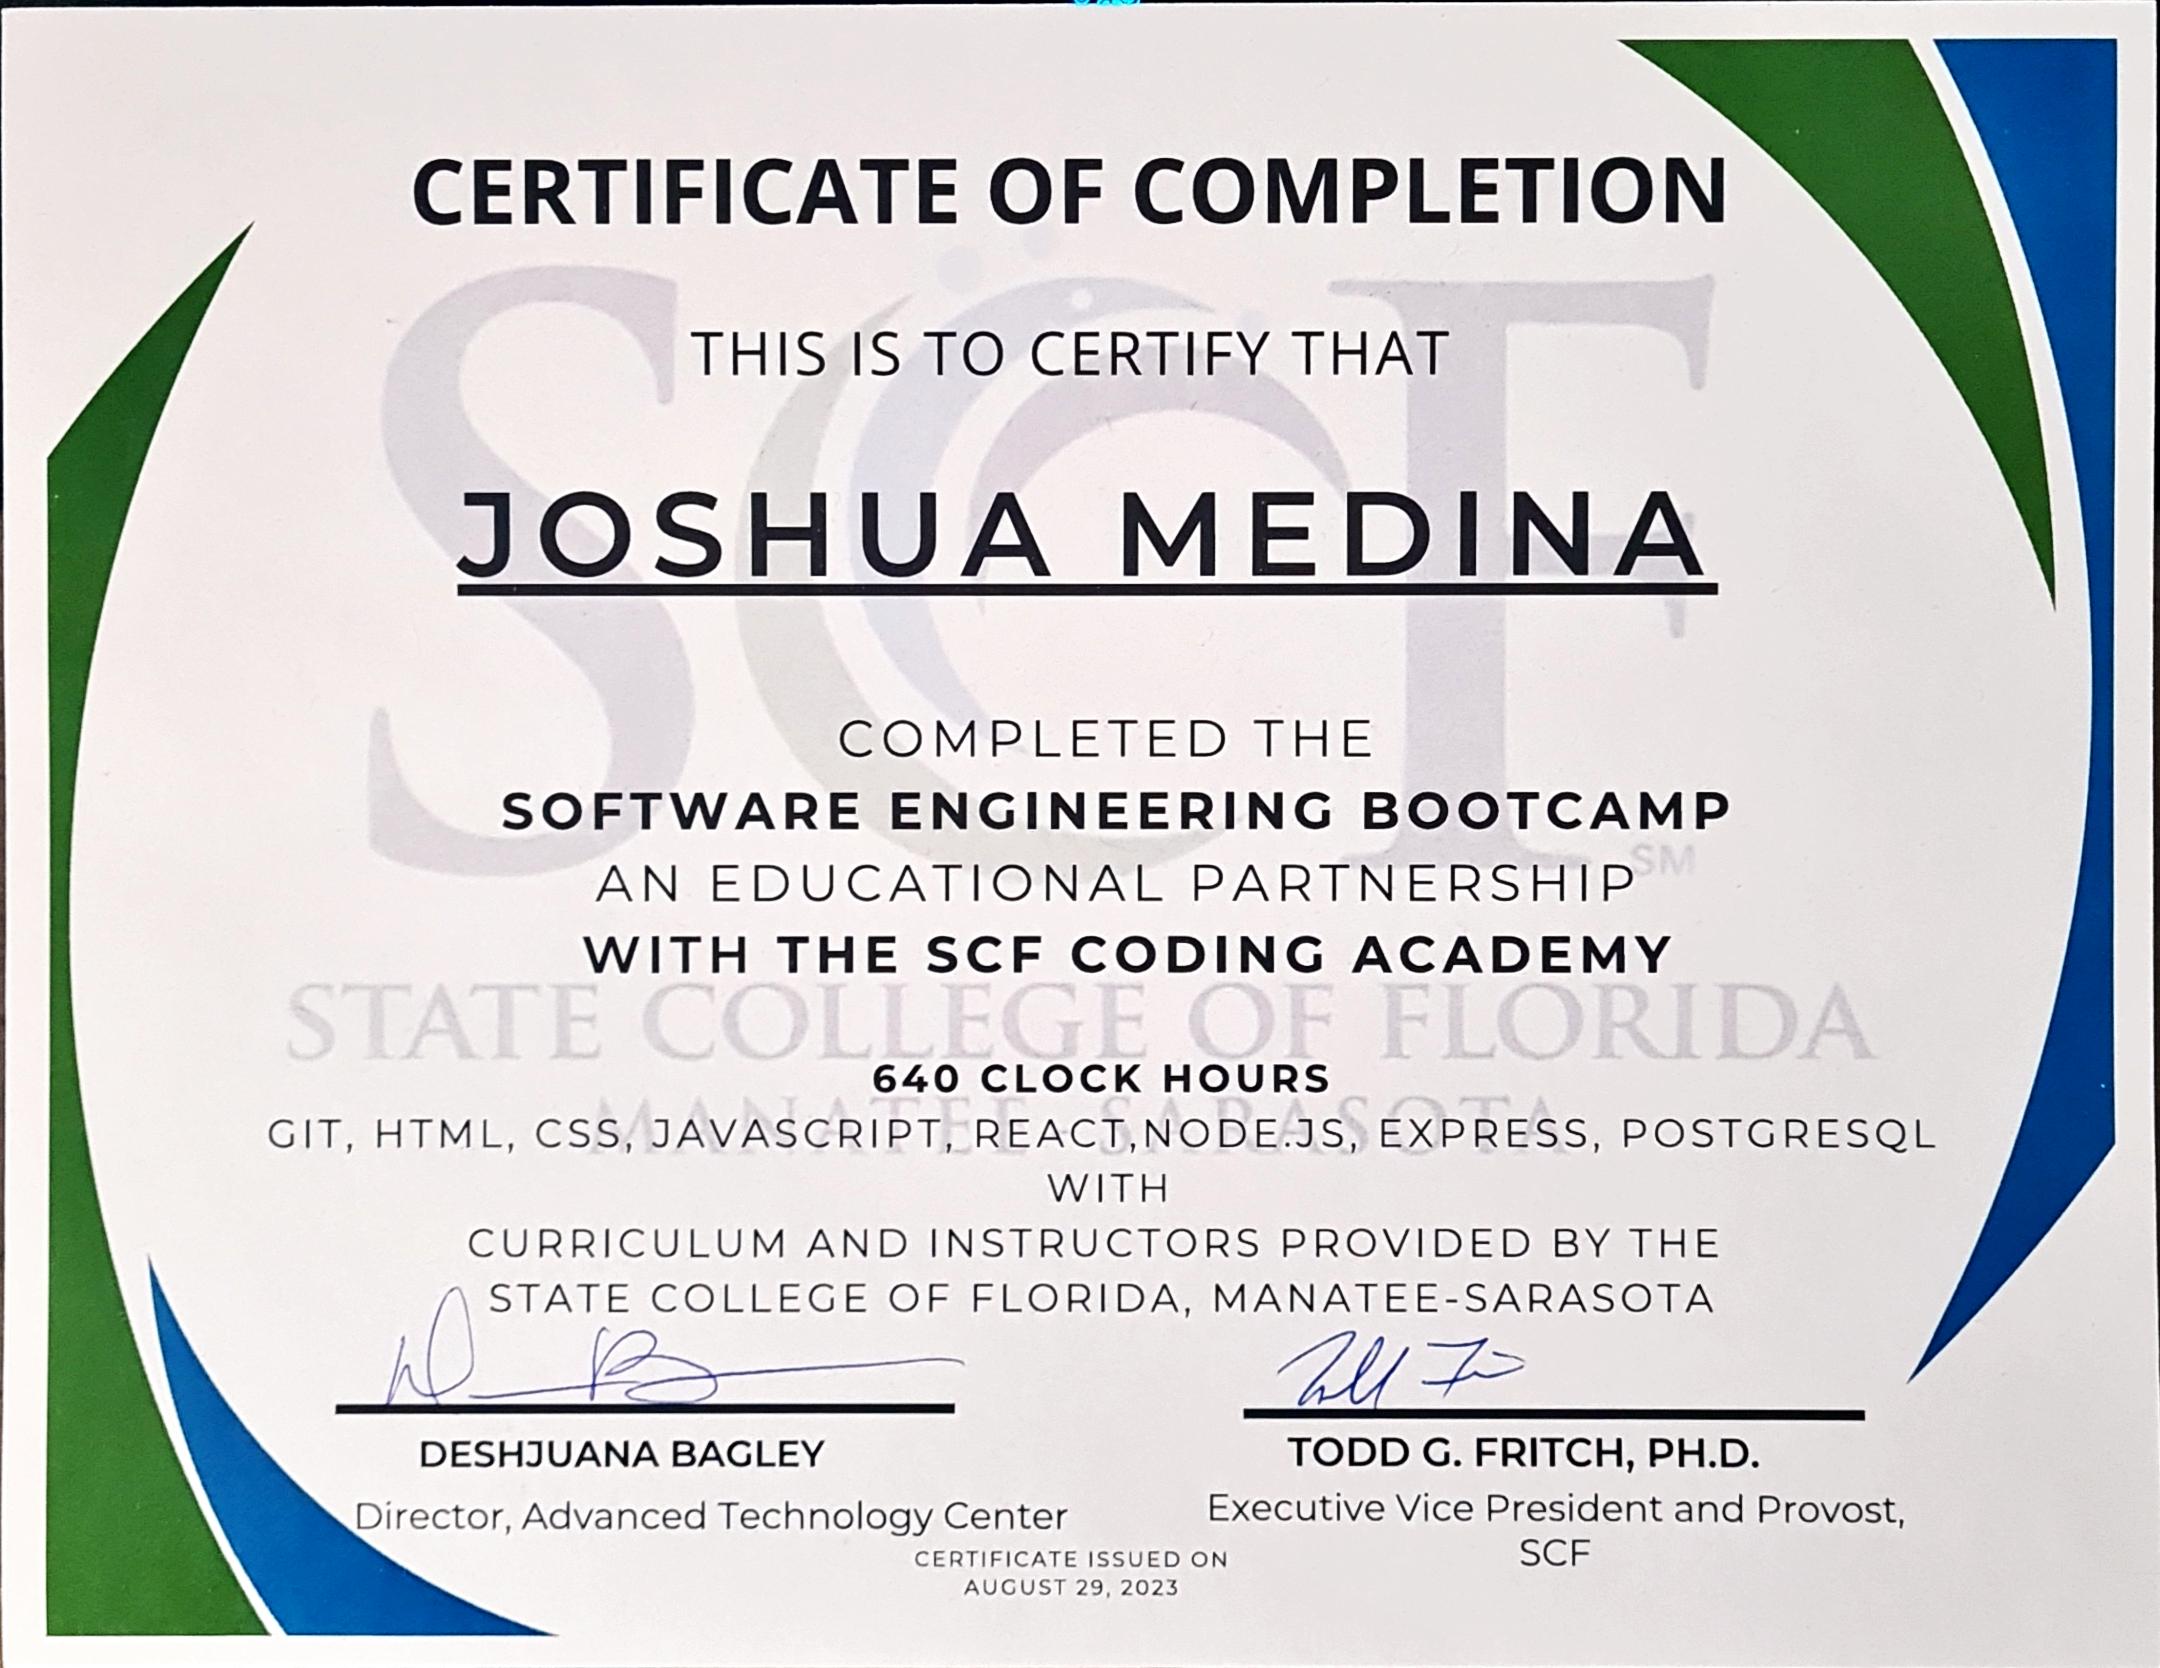 CERTIFICATE OF COMPLETION
THIS IS TO CERTIFY THAT
JOSHUA MEDINA
COMPLETED THE
SOFTWARE ENGINEERING BOOTCAMP
AN EDUCATIONAL PARTNERSHIP
WITH THE SCF CODING ACADEMY
640 CLOCK HOURS
GIT, HTML, CSS, JAVASCRIPT, REACT,NODE.JS, EXPRESS, POSTGRESQL
WITH
CURRICULUM AND INSTRUCTORS PROVIDED BY THE
STATE COLLEGE OF FLORIDA, MANATEE-SARASOTA
DESHJUANA BAGLEY
Director, Advanced Technology Center
TODD G. FRITCH, PH.D.
Executive Vice President and Provost,
SCF
CERTIFICATE ISSUED ON
AUGUST 29, 2023
SCF
SM
STATE COLLEGE OF FLORIDA
MANATEE-SARASOTA